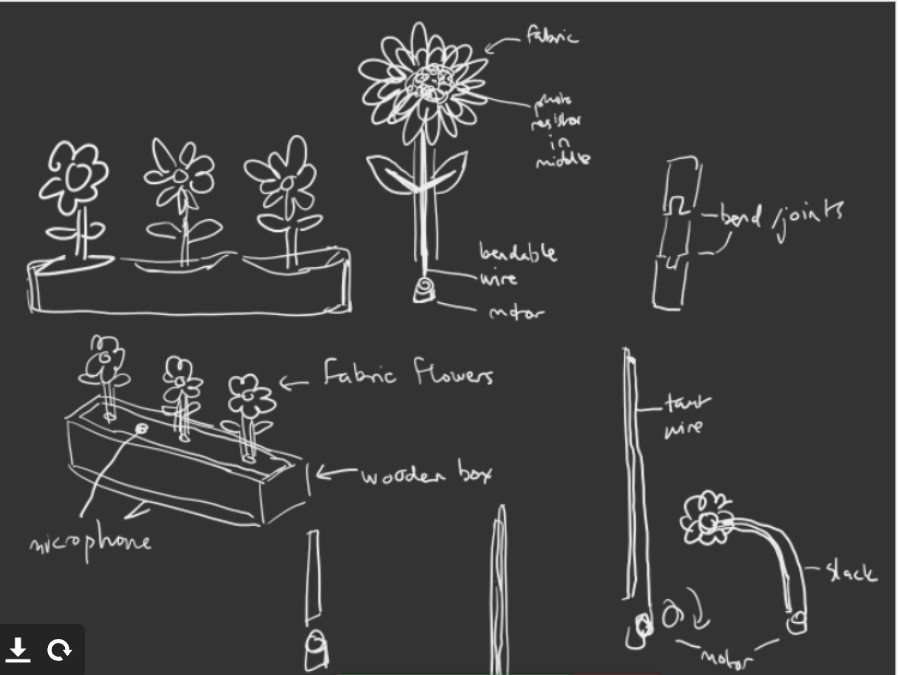 fabric
photo
resistor
in
middle
bend joints
bendable
wire
motor
Fabric Flowers
taut
wire
wooden box
microphone
slack
motor